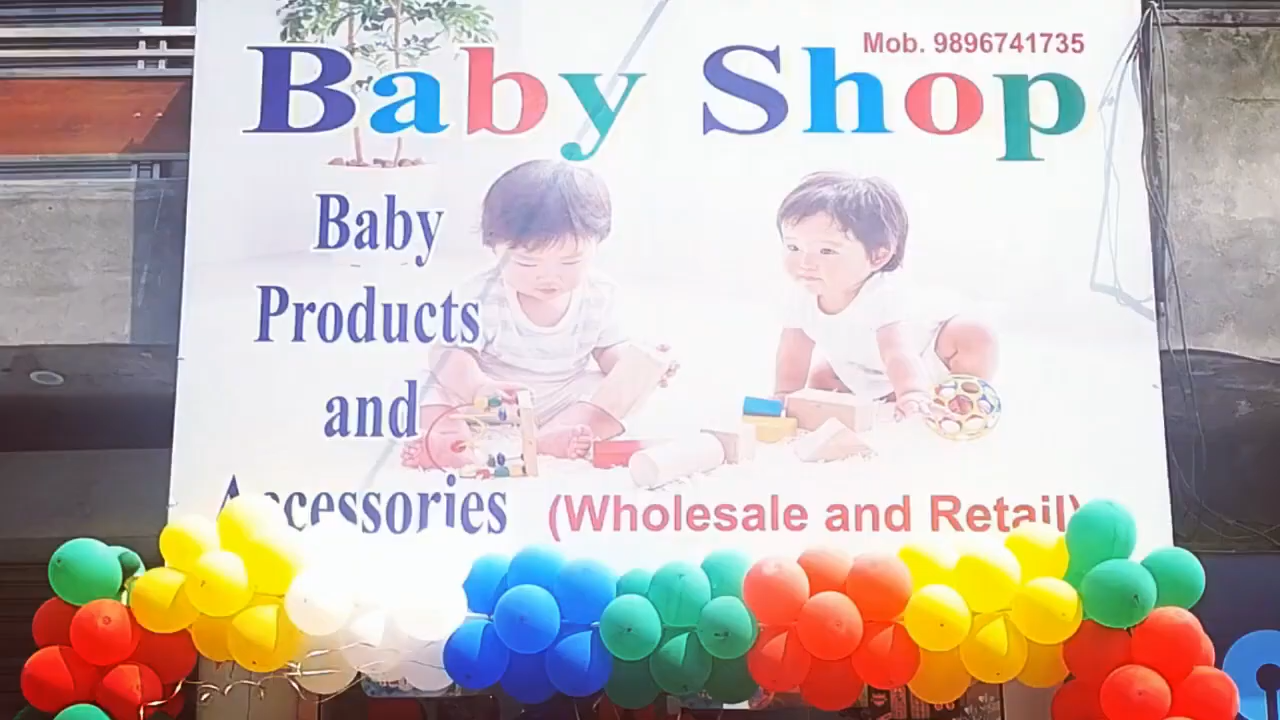 Mob. 9896741735
Baby Shop
Baby
Products
and
Accessories
(Wholesale and Retail)